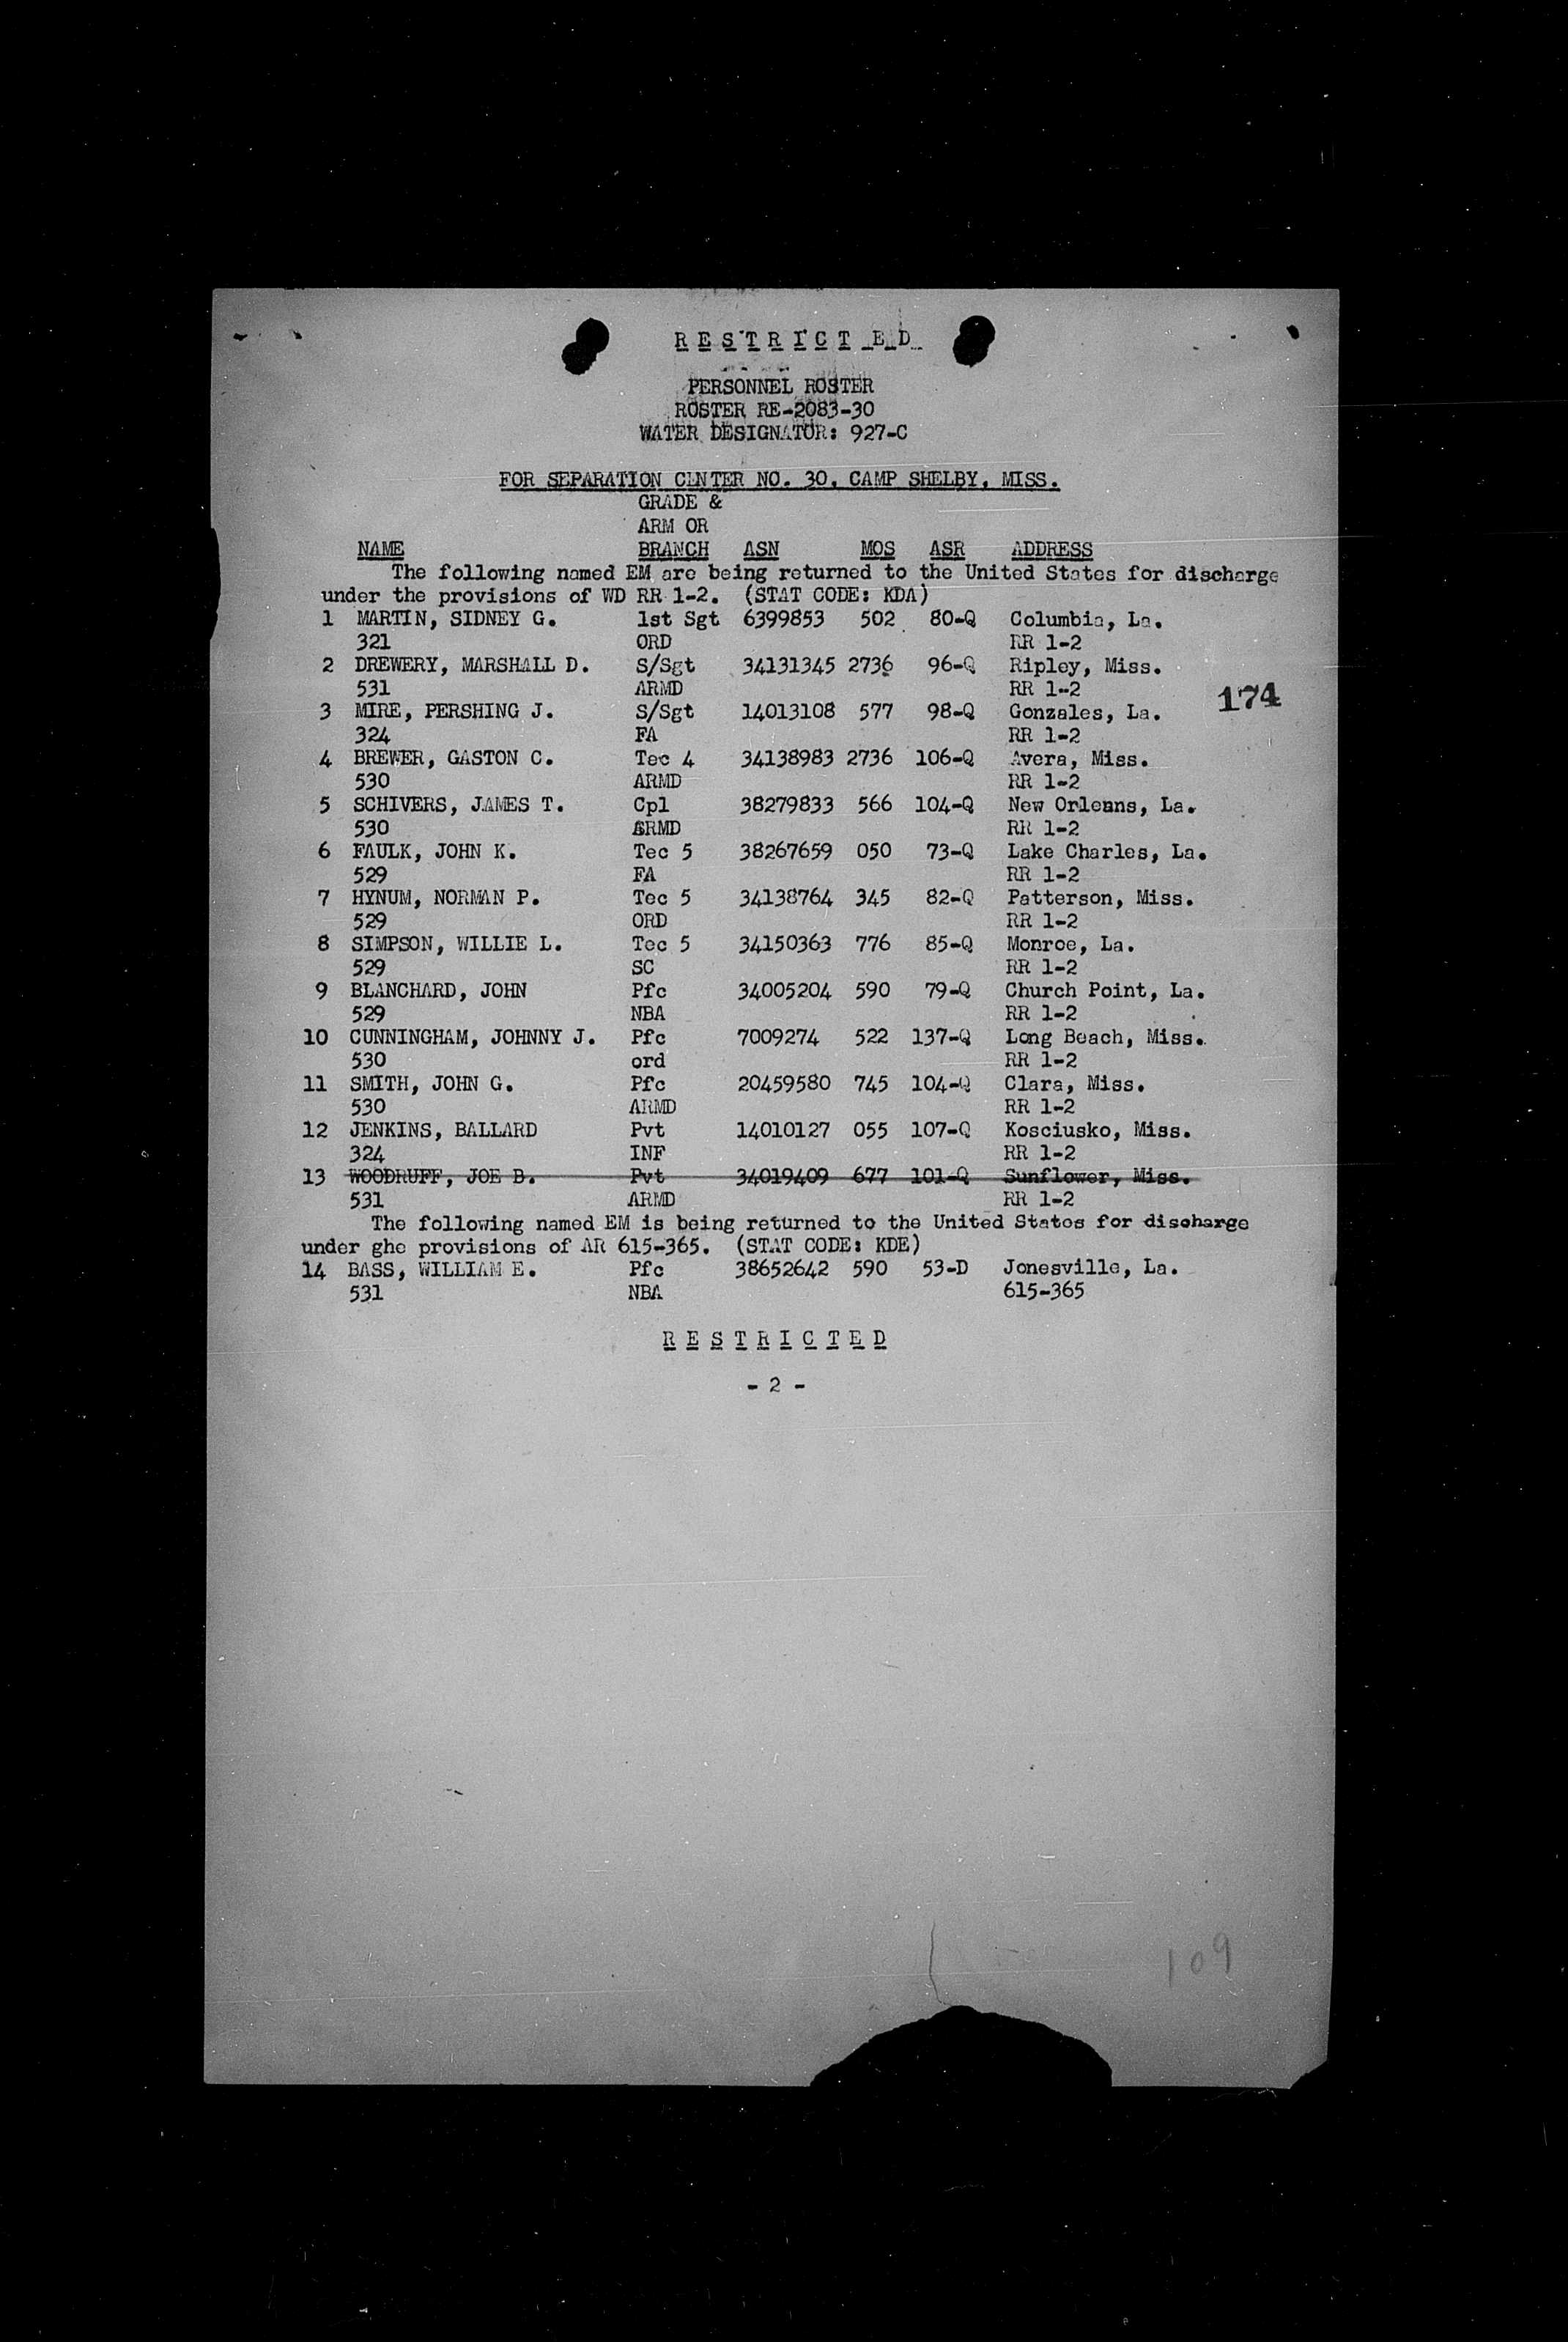 RESTRICTED
PERSONNEL ROSTER
ROSTER RE-2083-30
WATER DESIGNATOR: 927-C
FOR SEPARATION CENTER NO. 30, CAMP SHELBY, MISS.
GRADE &
ARM OR
NAME BRANCH ASN MOS ASR ADDRESS
The following named EM are being returned to the United States for discharge
under the provisions of WD RR 1-2. (STAT CODE: KDA)
1 MARTIN, SIDNEY G. 1st Sgt 6399853 502 80-Q Columbia, La.
321 ORD RR 1-2
2 DREWERY, MARSHALL D. S/Sgt 34131345 2736 96-Q Ripley, Miss.
531 ARMD RR 1-2
174
3 MIRE, PERSHING J. S/Sgt 14013108 577 98-Q Gonzales, La.
324 FA RR 1-2
4 BREWER, GASTON C. Tec 4 34138983 2736 106-Q Avera, Miss.
530 ARMD RR 1-2
5 SCHIVERS, JAMES T. Cpl 38279833 566 104-Q New Orleans, La.
530 ARMD RR 1-2
6 FAULK, JOHN K. Tec 5 38267659 050 73-Q Lake Charles, La.
529 FA RR 1-2
7 HYNUM, NORMAN P. Tec 5 34138764 345 82-Q Patterson, Miss.
529 ORD RR 1-2
8 SIMPSON, WILLIE L. Tec 5 34150363 776 85-Q Monroe, La.
529 SC RR 1-2
9 BLANCHARD, JOHN Pfc 34005204 590 79-Q Church Point, La.
529 NBA RR 1-2
10 CUNNINGHAM, JOHNNY J. Pfc 7009274 522 137-Q Long Beach, Miss.
530 ord RR 1-2
11 SMITH, JOHN G. Pfc 20459580 745 104-Q Clara, Miss.
530 ARMD RR 1-2
12 JENKINS, BALLARD Pvt 14010127 055 107-Q Kosciusko, Miss.
324 INF RR 1-2
13 WOODRUFF, JOE B. Pvt 34019409 677 101-Q Sunflower, Miss.
531 ARMD RR 1-2
The following named EM is being returned to the United States for discharge
under ghe provisions of AR 615-365. (STAT CODE: KDE)
14 BASS, WILLIAM E. Pfc 38652642 590 53-D Jonesville, La.
531 NBA 615-365
RESTRICTED
- 2 -
109